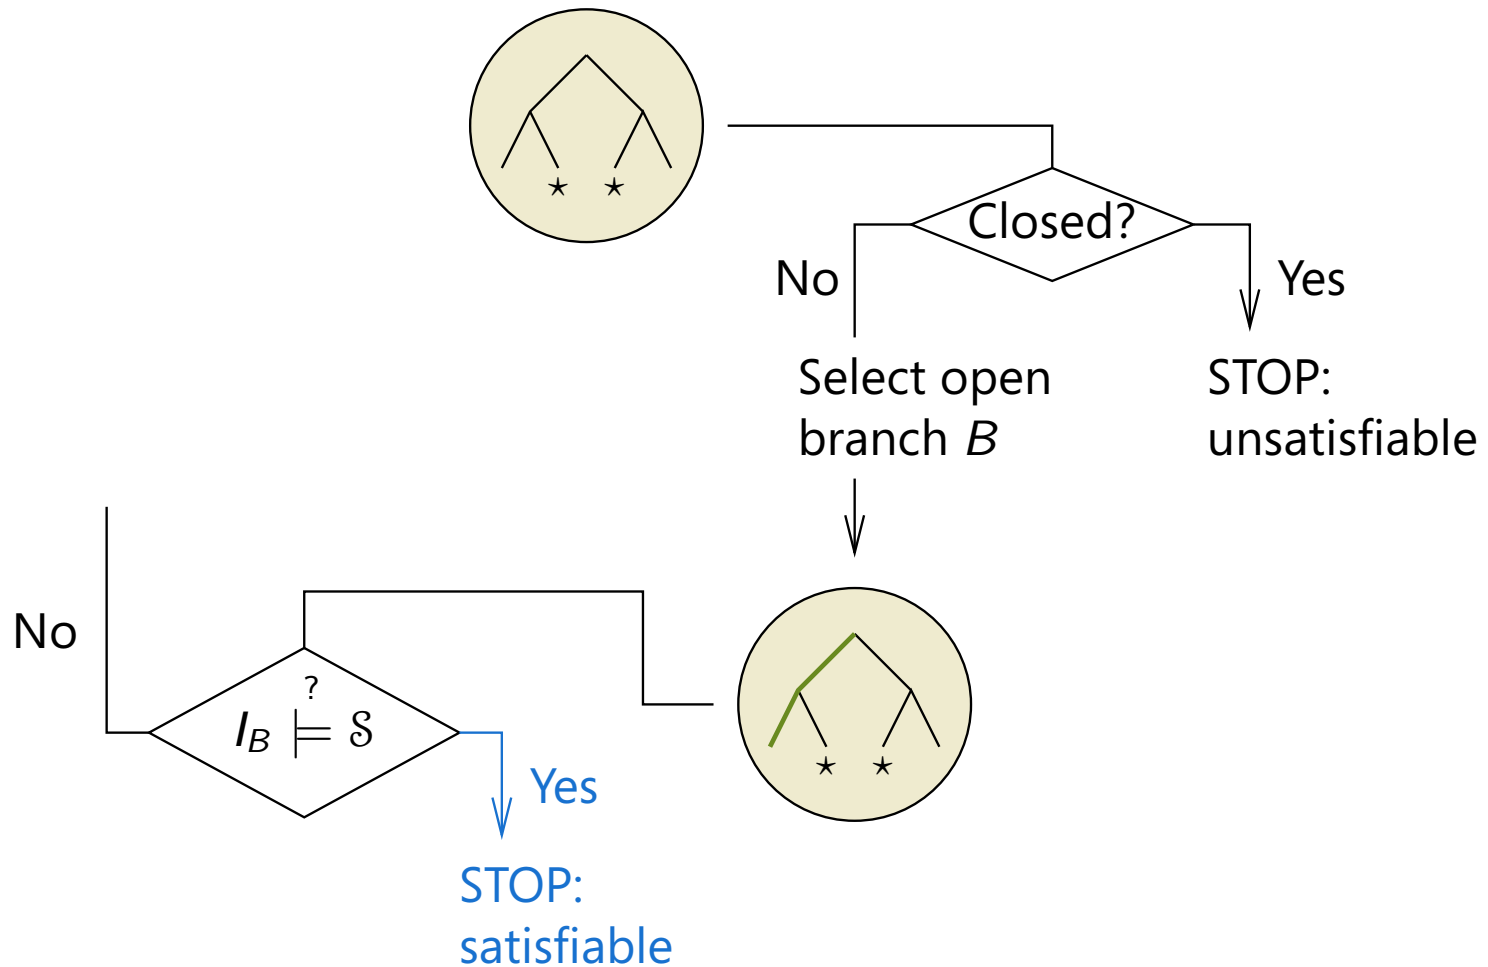 ★ ★
Closed?
No
Yes
Select open
branch B
STOP:
unsatisfiable
No
?
I_B ⊨ 𝒮
★ ★
Yes
STOP:
satisfiable